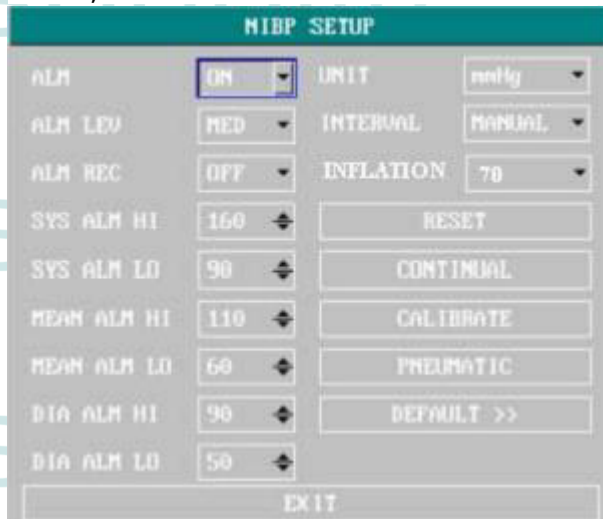 NIBP SETUP
ALM ON UNIT mmHg
ALM LEV MED INTERVAL MANUAL
ALM REC OFF INFLATION 70
SYS ALM HI 160 RESET
SYS ALM LO 90 CONTINUAL
MEAN ALM HI 110 CALIBRATE
MEAN ALM LO 60 PNEUMATIC
DIA ALM HI 90 DEFAULT >>
DIA ALM LO 50
EXIT